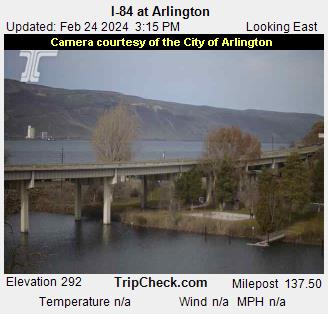 I-84 at Arlington
Updated: Feb 24 2024 3:15 PM Looking East
Camera courtesy of the City of Arlington
Elevation 292 TripCheck.com Milepost 137.50
Temperature n/a Wind n/a MPH n/a